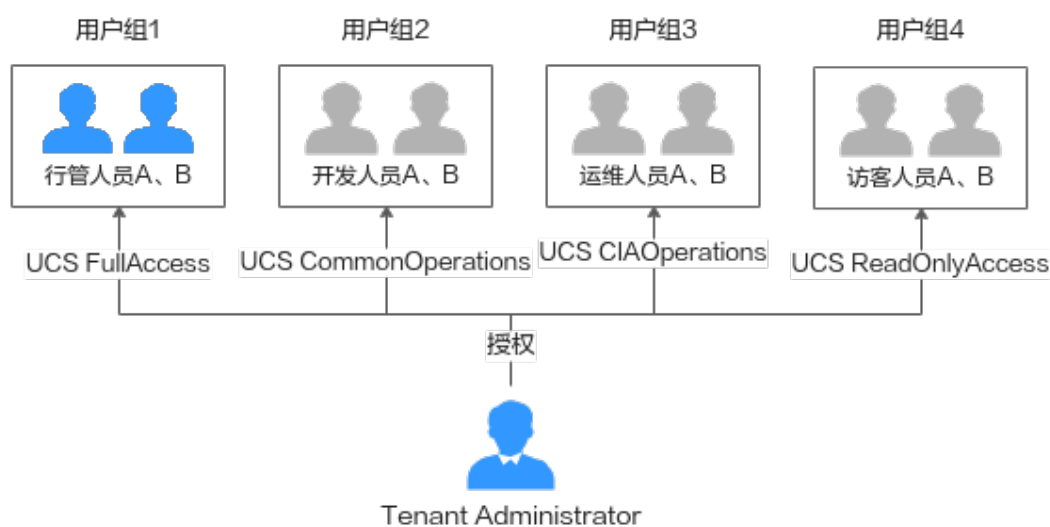 用户组1
用户组2
用户组3
用户组4
行管人员A、B
开发人员A、B
运维人员A、B
访客人员A、B
UCS FullAccess
UCS CommonOperations
UCS CIAOperations
UCS ReadOnlyAccess
授权
Tenant Administrator